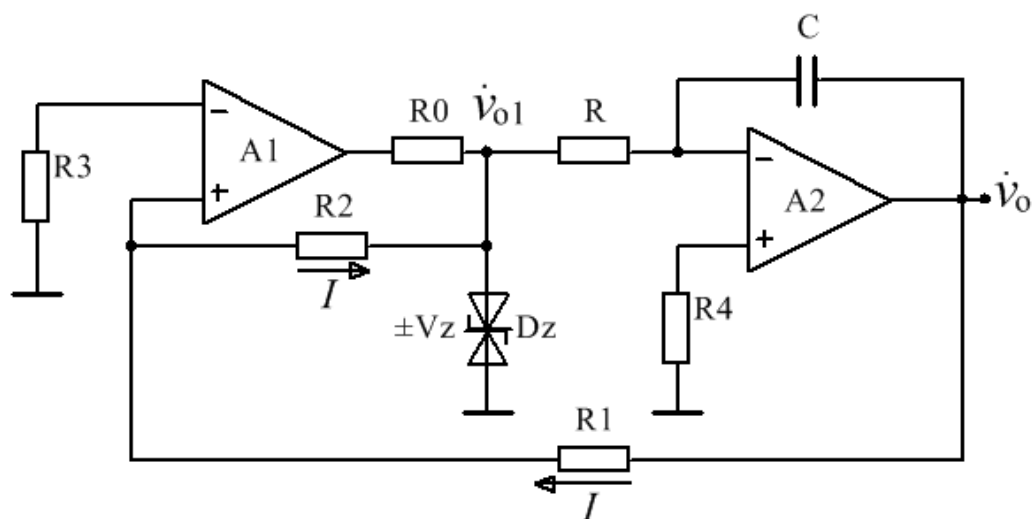 C
R0
v̇o1
R
−
A1
+
R3
−
A2
+
v̇o
R2
I
±Vz
Dz
R4
R1
I